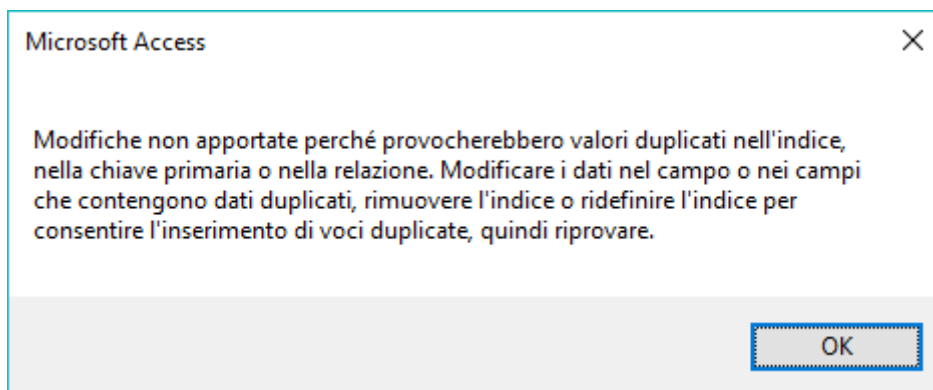 Microsoft Access
Modifiche non apportate perché provocherebbero valori duplicati nell'indice,
nella chiave primaria o nella relazione. Modificare i dati nel campo o nei campi
che contengono dati duplicati, rimuovere l'indice o ridefinire l'indice per
consentire l'inserimento di voci duplicate, quindi riprovare.
OK